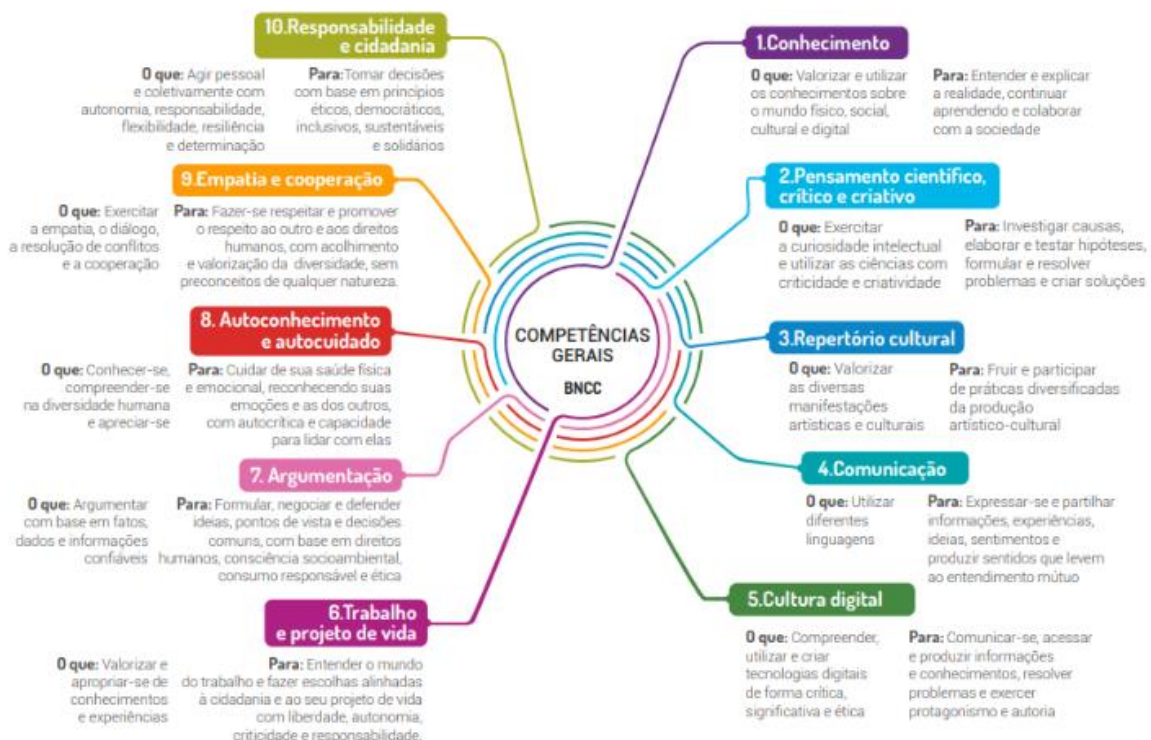 COMPETÊNCIAS
GERAIS
BNCC
1.Conhecimento
O que: Valorizar e utilizar
os conhecimentos sobre
o mundo físico, social,
cultural e digital
Para: Entender e explicar
a realidade, continuar
aprendendo e colaborar
com a sociedade
2.Pensamento científico,
crítico e criativo
O que: Exercitar
a curiosidade intelectual
e utilizar as ciências com
criticidade e criatividade
Para: Investigar causas,
elaborar e testar hipóteses,
formular e resolver
problemas e criar soluções
3.Repertório cultural
O que: Valorizar
as diversas
manifestações
artísticas e culturais
Para: Fruir e participar
de práticas diversificadas
da produção
artístico-cultural
4.Comunicação
O que: Utilizar
diferentes
linguagens
Para: Expressar-se e partilhar
informações, experiências,
ideias, sentimentos e
produzir sentidos que levem
ao entendimento mútuo
5.Cultura digital
O que: Compreender,
utilizar e criar
tecnologias digitais
de forma crítica,
significativa e ética
Para: Comunicar-se, acessar
e produzir informações
e conhecimentos, resolver
problemas e exercer
protagonismo e autoria
6.Trabalho
e projeto de vida
O que: Valorizar e
apropriar-se de
conhecimentos
e experiências
Para: Entender o mundo
do trabalho e fazer escolhas alinhadas
à cidadania e ao seu projeto de vida
com liberdade, autonomia,
criticidade e responsabilidade.
7. Argumentação
O que: Argumentar
com base em fatos,
dados e informações
confiáveis
Para: Formular, negociar e defender
ideias, pontos de vista e decisões
comuns, com base em direitos
humanos, consciência socioambiental,
consumo responsável e ética
8. Autoconhecimento
e autocuidado
O que: Conhecer-se,
compreender-se
na diversidade humana
e apreciar-se
Para: Cuidar de sua saúde física
e emocional, reconhecendo suas
emoções e as dos outros,
com autocrítica e capacidade
para lidar com elas
9.Empatia e cooperação
O que: Exercitar
a empatia, o diálogo,
a resolução de conflitos
e a cooperação
Para: Fazer-se respeitar e promover
o respeito ao outro e aos direitos
humanos, com acolhimento
e valorização da diversidade, sem
preconceitos de qualquer natureza.
10.Responsabilidade
e cidadania
O que: Agir pessoal
e coletivamente com
autonomia, responsabilidade,
flexibilidade, resiliência
e determinação
Para: Tomar decisões
com base em princípios
éticos, democráticos,
inclusivos, sustentáveis
e solidários